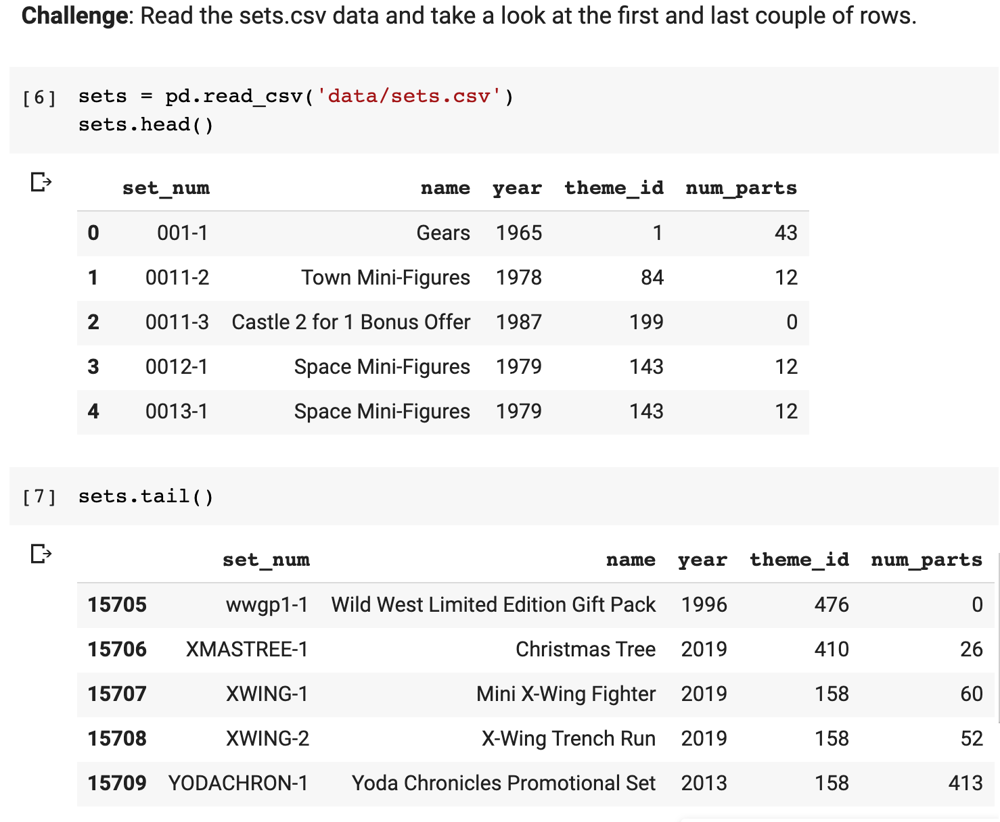 Challenge: Read the sets.csv data and take a look at the first and last couple of rows.
[6] sets = pd.read_csv('data/sets.csv')
sets.head()
set_num name year theme_id num_parts
0 001-1 Gears 1965 1 43
1 0011-2 Town Mini-Figures 1978 84 12
2 0011-3 Castle 2 for 1 Bonus Offer 1987 199 0
3 0012-1 Space Mini-Figures 1979 143 12
4 0013-1 Space Mini-Figures 1979 143 12
[7] sets.tail()
set_num name year theme_id num_parts
15705 wwgp1-1 Wild West Limited Edition Gift Pack 1996 476 0
15706 XMASTREE-1 Christmas Tree 2019 410 26
15707 XWING-1 Mini X-Wing Fighter 2019 158 60
15708 XWING-2 X-Wing Trench Run 2019 158 52
15709 YODACHRON-1 Yoda Chronicles Promotional Set 2013 158 413